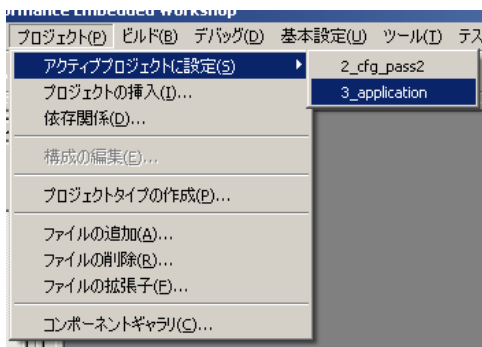 プロジェクト(P) ビルド(B) デバッグ(D) 基本設定(U) ツール(T) テス
アクティブプロジェクトに設定(S)
2_cfg_pass2
プロジェクトの挿入(I)...
3_application
依存関係(D)...
構成の編集(E)...
プロジェクトタイプの作成(P)...
ファイルの追加(A)...
ファイルの削除(R)...
ファイルの拡張子(F)...
コンポーネントギャラリ(C)...